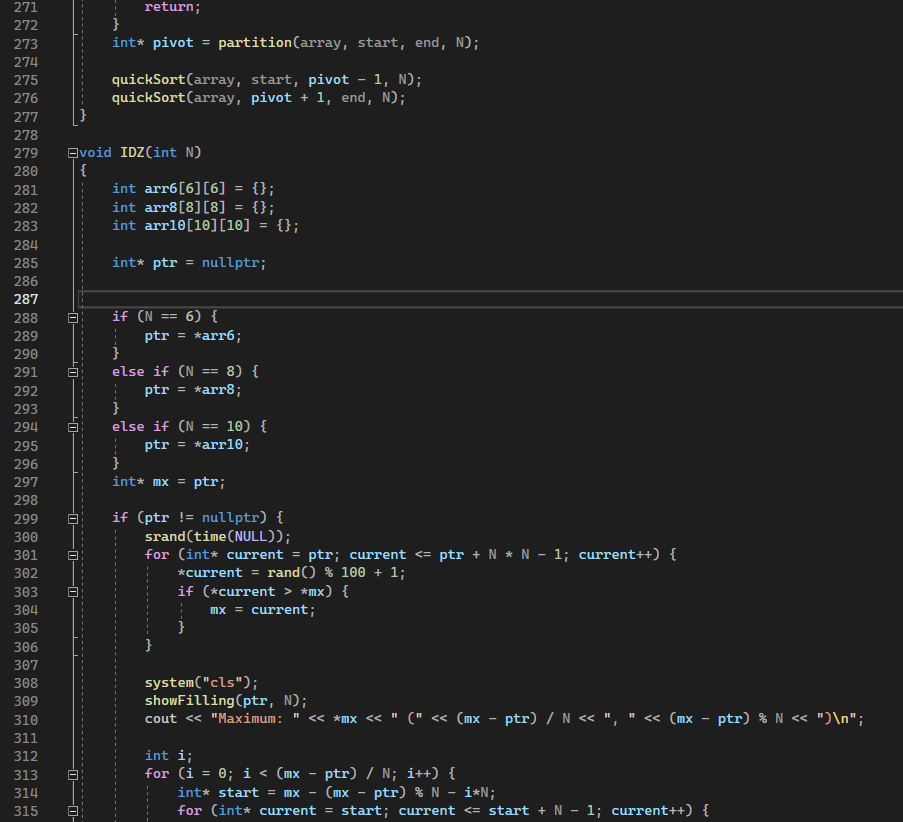 271 return;
272 }
273 int* pivot = partition(array, start, end, N);
274
275 quickSort(array, start, pivot - 1, N);
276 quickSort(array, pivot + 1, end, N);
277 }
278
279 void IDZ(int N)
280 {
281 int arr6[6][6] = {};
282 int arr8[8][8] = {};
283 int arr10[10][10] = {};
284
285 int* ptr = nullptr;
286
287
288 if (N == 6) {
289 ptr = *arr6;
290 }
291 else if (N == 8) {
292 ptr = *arr8;
293 }
294 else if (N == 10) {
295 ptr = *arr10;
296 }
297 int* mx = ptr;
298
299 if (ptr != nullptr) {
300 srand(time(NULL));
301 for (int* current = ptr; current <= ptr + N * N - 1; current++) {
302 *current = rand() % 100 + 1;
303 if (*current > *mx) {
304 mx = current;
305 }
306 }
307
308 system("cls");
309 showFilling(ptr, N);
310 cout << "Maximum: " << *mx << " (" << (mx - ptr) / N << ", " << (mx - ptr) % N << ")\n";
311
312 int i;
313 for (i = 0; i < (mx - ptr) / N; i++) {
314 int* start = mx - (mx - ptr) % N - i*N;
315 for (int* current = start; current <= start + N - 1; current++) {